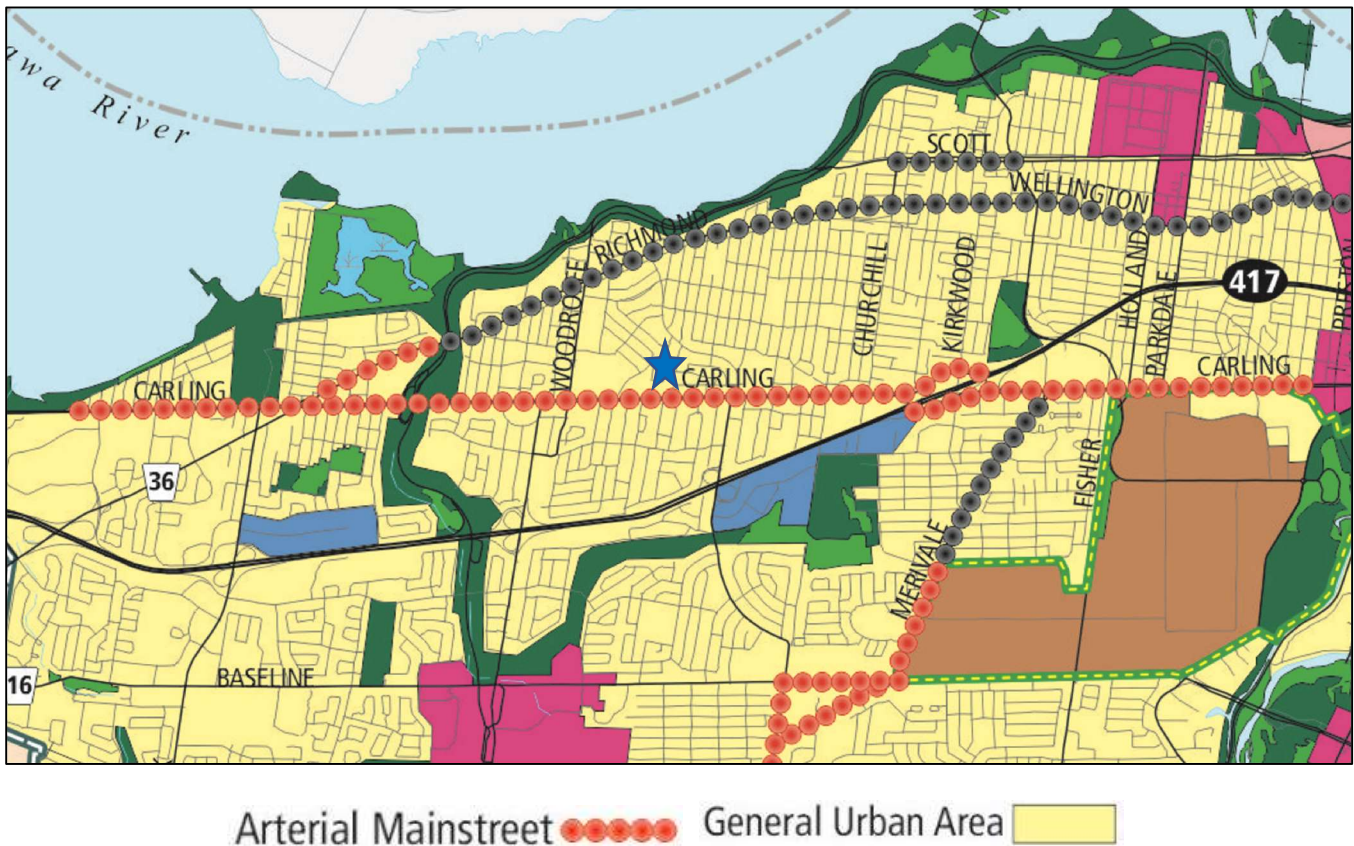 awa River
SCOTT
WELLINGTON
RICHMOND
WOODROFFE
CHURCHILL
KIRKWOOD
HOLLAND
PARKDALE
PRESTON
417
CARLING
CARLING
CARLING
36
FISHER
MERIVALE
BASELINE
16
Arterial Mainstreet
General Urban Area